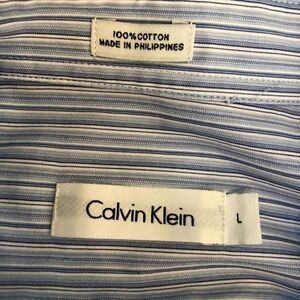 100% COTTON
MADE IN PHILIPPINES
Calvin Klein
L